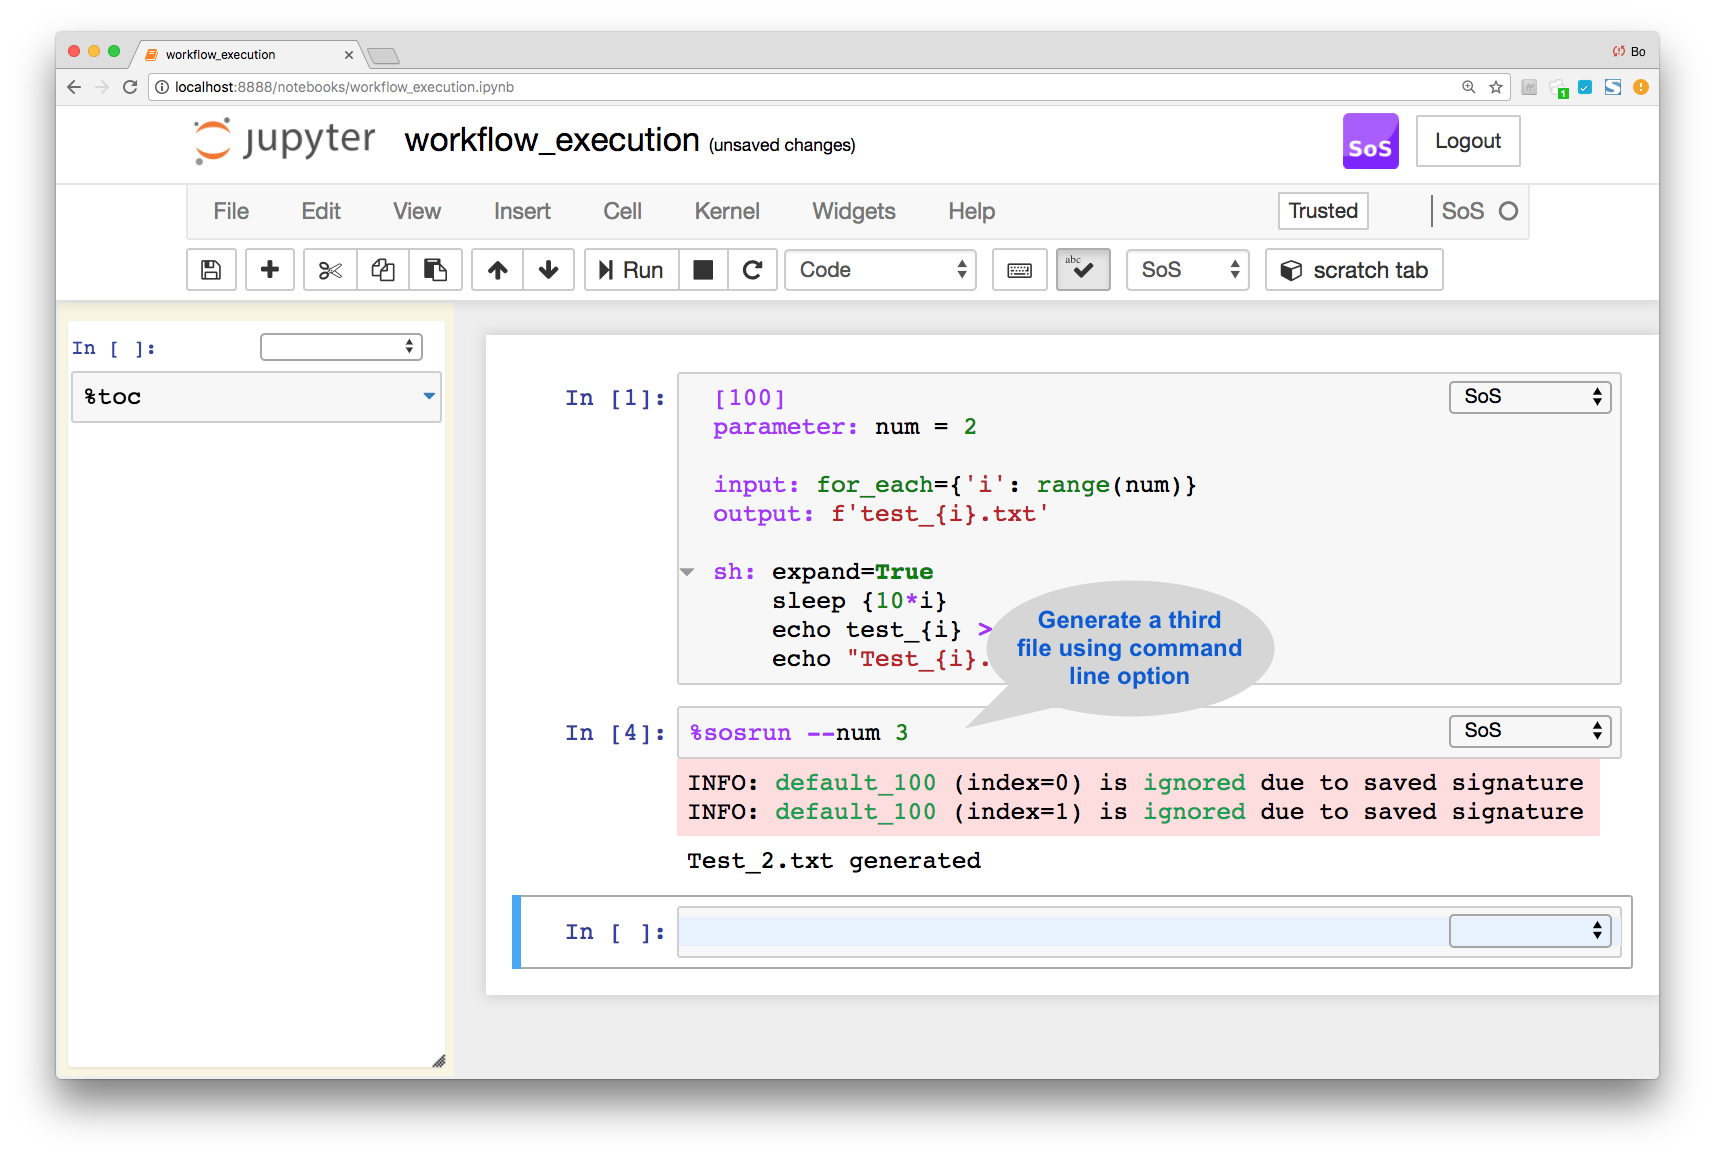 workflow_execution
Bo
localhost:8888/notebooks/workflow_execution.ipynb
1
jupyter workflow_execution (unsaved changes)
SoS
Logout
File Edit View Insert Cell Kernel Widgets Help
Trusted
SoS
Run
Code
abc
SoS
scratch tab
In [ ]:
%toc
In [1]:
[100]
SoS
parameter: num = 2
input: for_each={'i': range(num)}
output: f'test_{i}.txt'
sh: expand=True
sleep {10*i}
echo test_{i} >
echo "Test_{i}.
Generate a third
file using command
line option
In [4]:
%sosrun --num 3
SoS
INFO: default_100 (index=0) is ignored due to saved signature
INFO: default_100 (index=1) is ignored due to saved signature
Test_2.txt generated
In [ ]: